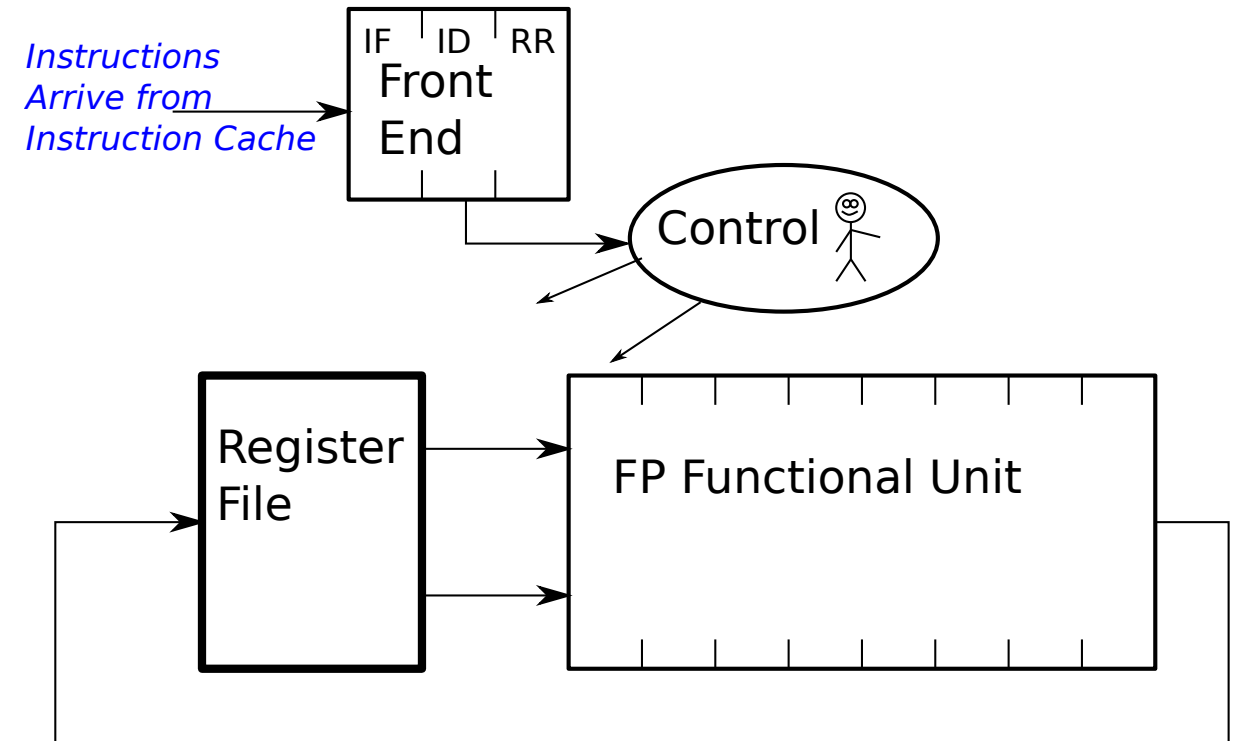 Instructions
Arrive from
Instruction Cache
IF ID RR
Front
End
Control
Register
File
FP Functional Unit